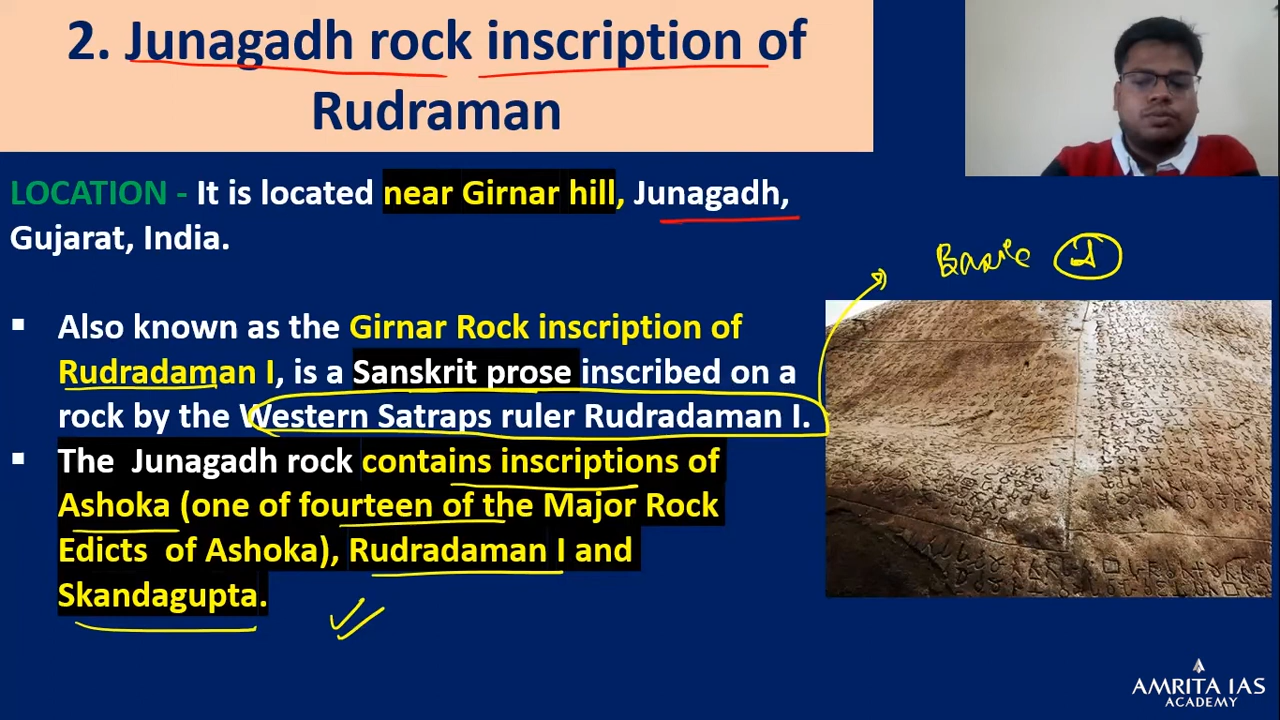 2. Junagadh rock inscription of
Rudraman
LOCATION - It is located near Girnar hill, Junagadh,
Gujarat, India.
▪ Also known as the Girnar Rock inscription of
Rudradaman I, is a Sanskrit prose inscribed on a
rock by the Western Satraps ruler Rudradaman I.
▪ The Junagadh rock contains inscriptions of
Ashoka (one of fourteen of the Major Rock
Edicts of Ashoka), Rudradaman I and
Skandagupta.
AMRITA IAS
ACADEMY